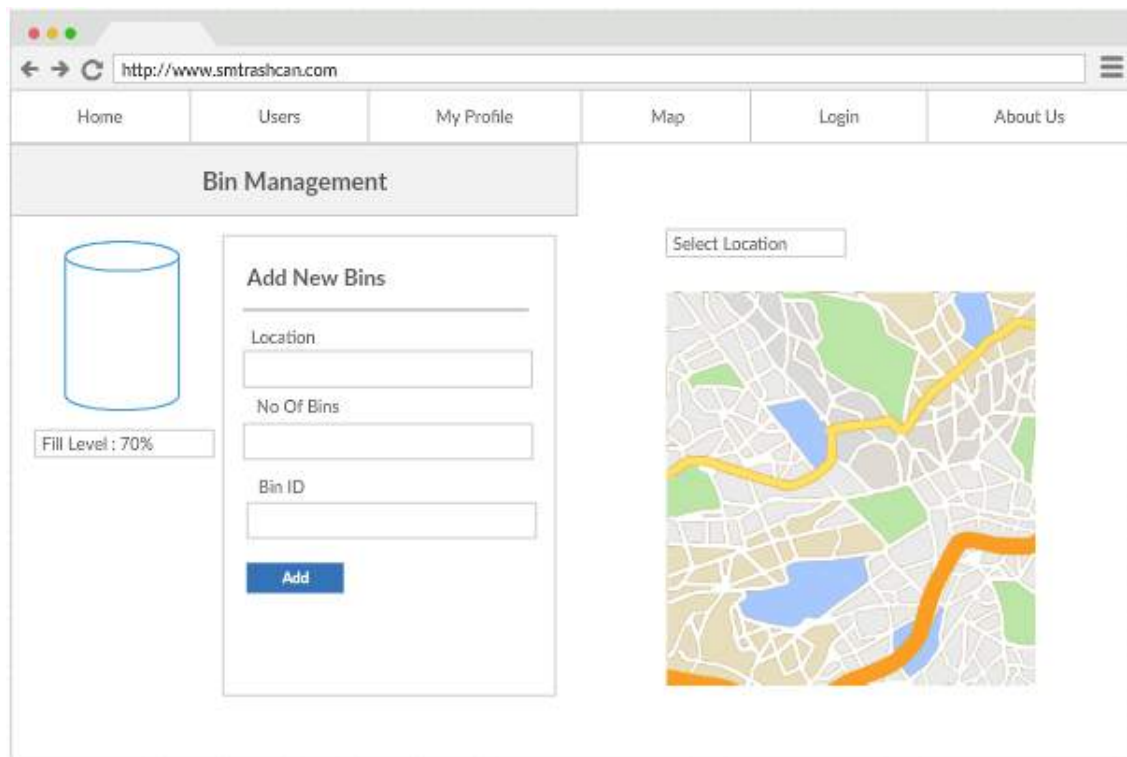 http://www.smtrashcan.com
Home Users My Profile Map Login About Us
Bin Management
Select Location
Add New Bins
Location
No Of Bins
Fill Level : 70%
Bin ID
Add